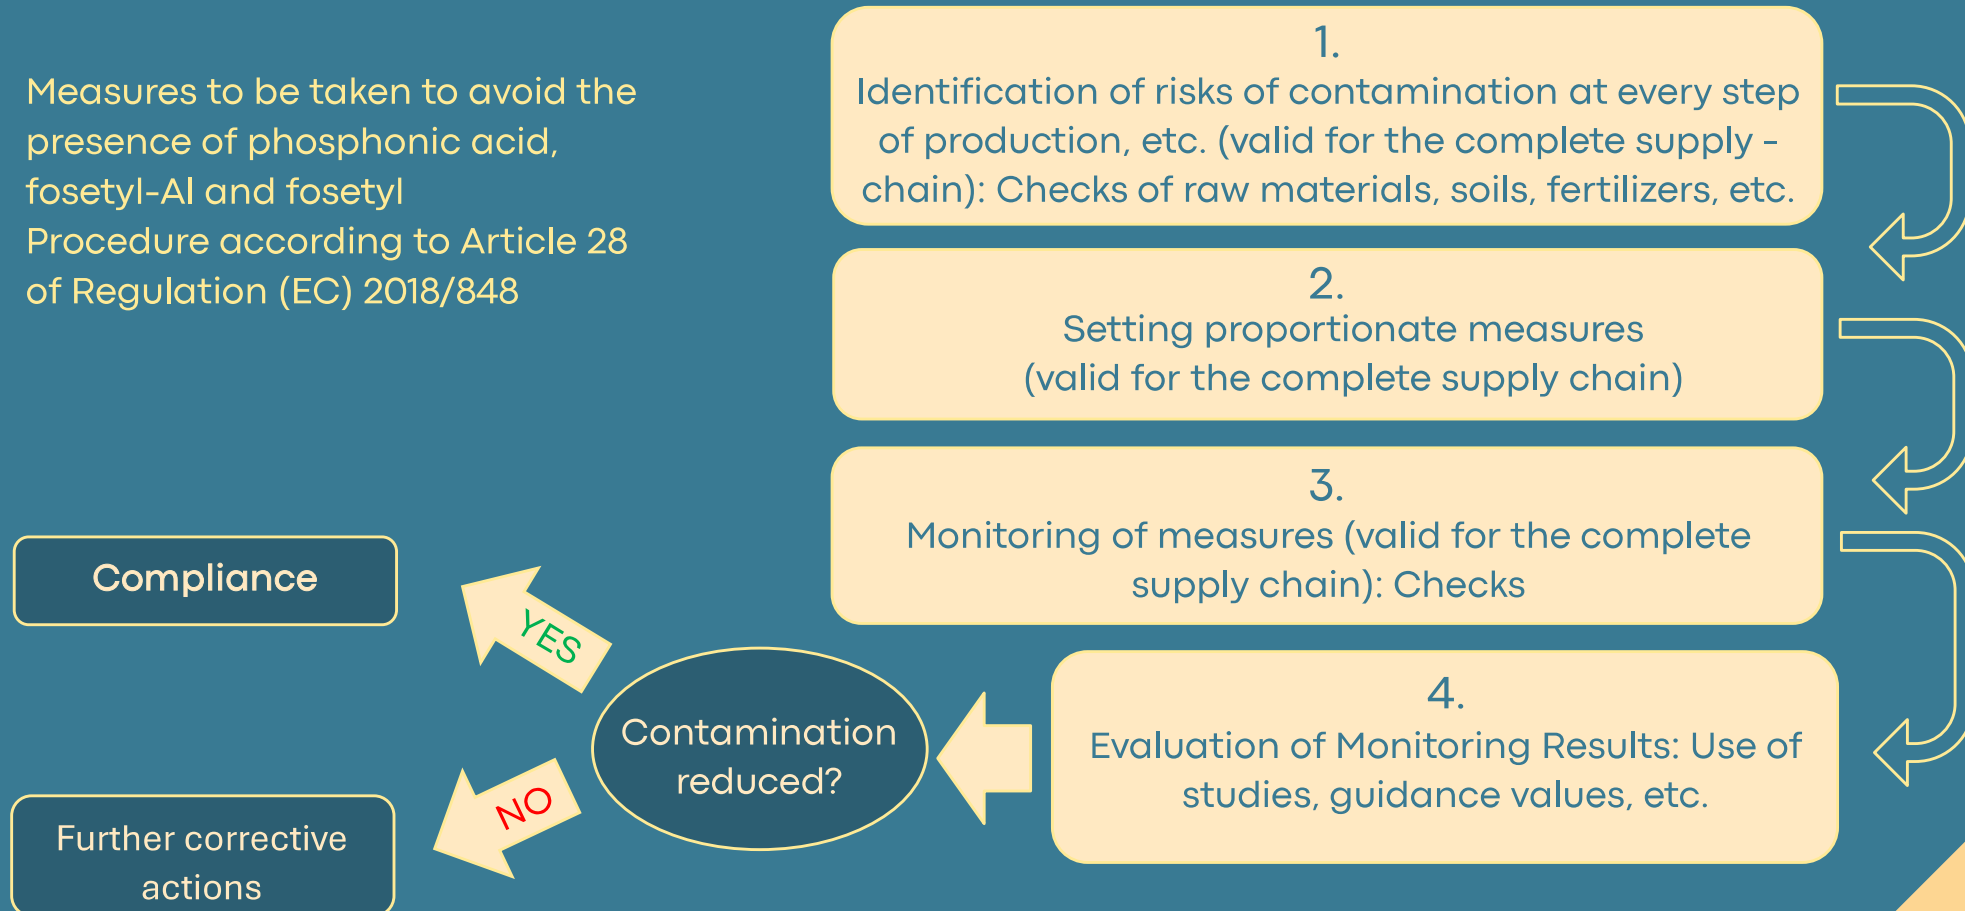 Measures to be taken to avoid the
presence of phosphonic acid,
fosetyl-Al and fosetyl
Procedure according to Article 28
of Regulation (EC) 2018/848
1.
Identification of risks of contamination at every step
of production, etc. (valid for the complete supply -
chain): Checks of raw materials, soils, fertilizers, etc.
2.
Setting proportionate measures
(valid for the complete supply chain)
3.
Monitoring of measures (valid for the complete
supply chain): Checks
4.
Evaluation of Monitoring Results: Use of
studies, guidance values, etc.
Contamination
reduced?
YES
Compliance
NO
Further corrective
actions